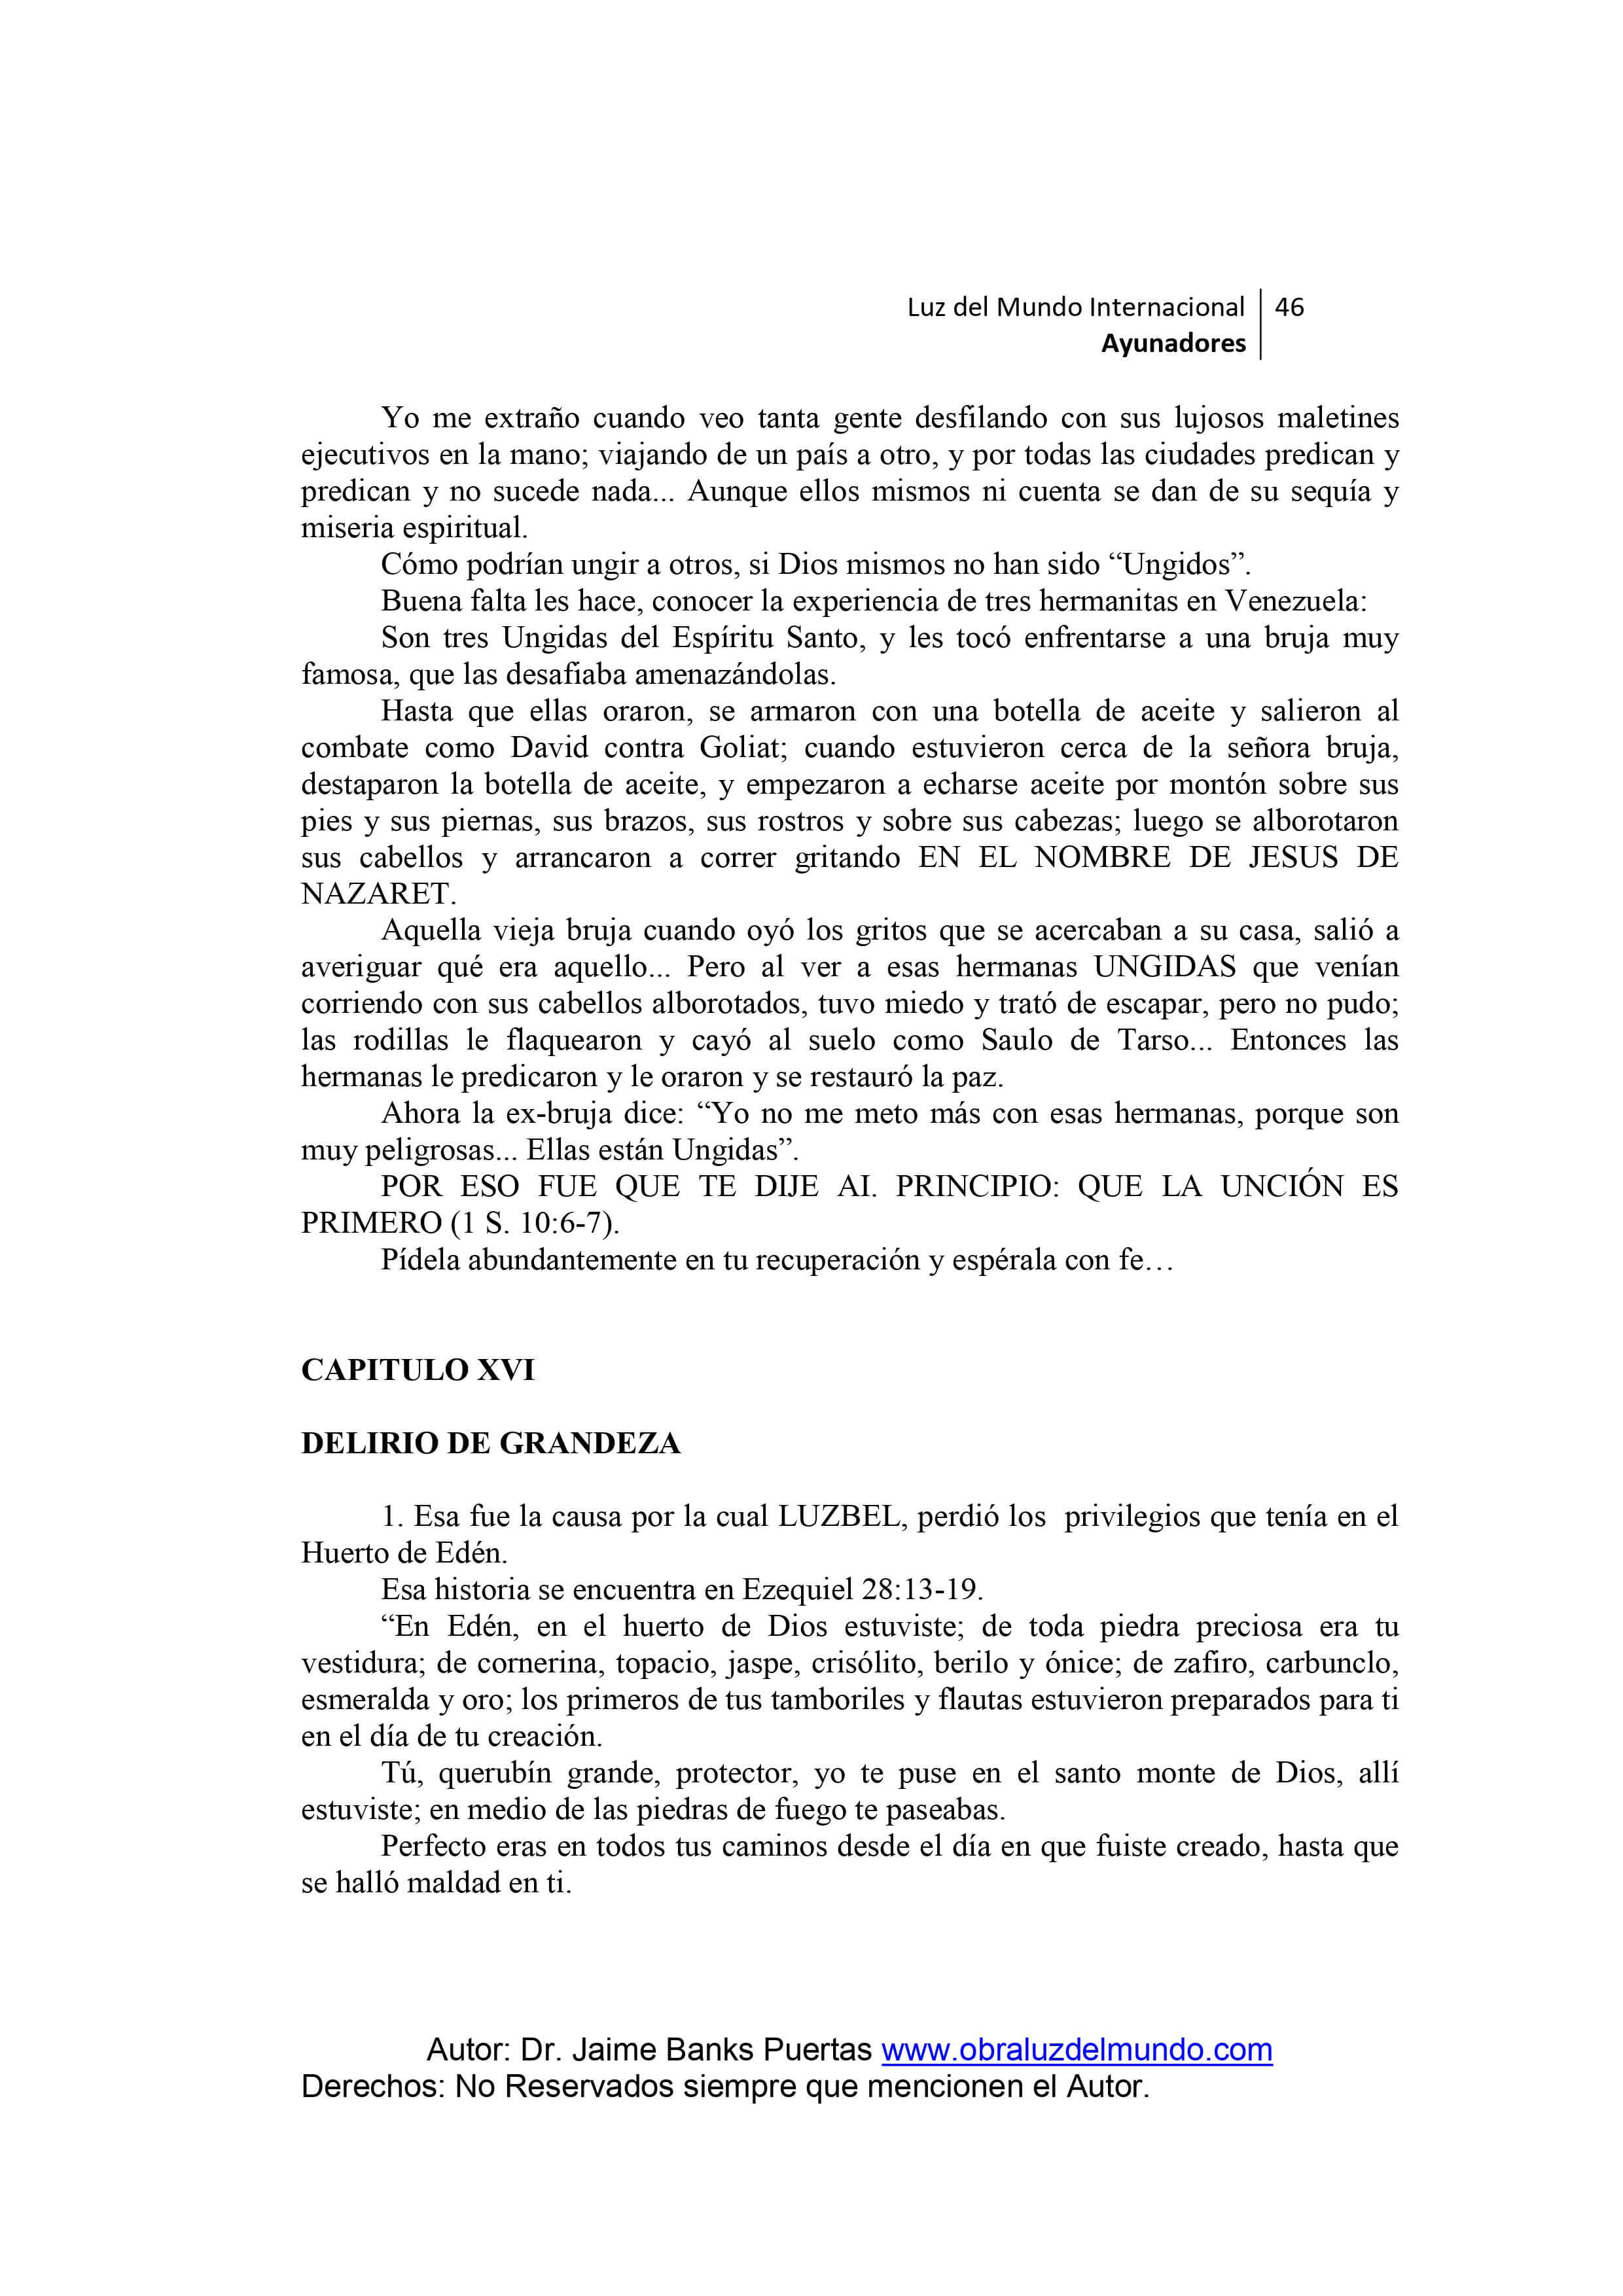 Luz del Mundo Internacional 46
Ayunadores
Yo me extraño cuando veo tanta gente desfilando con sus lujosos maletines
ejecutivos en la mano; viajando de un país a otro, y por todas las ciudades predican y
predican y no sucede nada... Aunque ellos mismos ni cuenta se dan de su sequía y
miseria espiritual.
Cómo podrían ungir a otros, si Dios mismos no han sido “Ungidos”.
Buena falta les hace, conocer la experiencia de tres hermanitas en Venezuela:
Son tres Ungidas del Espíritu Santo, y les tocó enfrentarse a una bruja muy
famosa, que las desafiaba amenazándolas.
Hasta que ellas oraron, se armaron con una botella de aceite y salieron al
combate como David contra Goliat; cuando estuvieron cerca de la señora bruja,
destaparon la botella de aceite, y empezaron a echarse aceite por montón sobre sus
pies y sus piernas, sus brazos, sus rostros y sobre sus cabezas; luego se alborotaron
sus cabellos y arrancaron a correr gritando EN EL NOMBRE DE JESUS DE
NAZARET.
Aquella vieja bruja cuando oyó los gritos que se acercaban a su casa, salió a
averiguar qué era aquello... Pero al ver a esas hermanas UNGIDAS que venían
corriendo con sus cabellos alborotados, tuvo miedo y trató de escapar, pero no pudo;
las rodillas le flaquearon y cayó al suelo como Saulo de Tarso... Entonces las
hermanas le predicaron y le oraron y se restauró la paz.
Ahora la ex-bruja dice: “Yo no me meto más con esas hermanas, porque son
muy peligrosas... Ellas están Ungidas”.
POR ESO FUE QUE TE DIJE AI. PRINCIPIO: QUE LA UNCIÓN ES
PRIMERO (1 S. 10:6-7).
Pídela abundantemente en tu recuperación y espérala con fe…
CAPITULO XVI
DELIRIO DE GRANDEZA
1. Esa fue la causa por la cual LUZBEL, perdió los  privilegios que tenía en el
Huerto de Edén.
Esa historia se encuentra en Ezequiel 28:13-19.
“En Edén, en el huerto de Dios estuviste; de toda piedra preciosa era tu
vestidura; de cornerina, topacio, jaspe, crisólito, berilo y ónice; de zafiro, carbunclo,
esmeralda y oro; los primeros de tus tamboriles y flautas estuvieron preparados para ti
en el día de tu creación.
Tú, querubín grande, protector, yo te puse en el santo monte de Dios, allí
estuviste; en medio de las piedras de fuego te paseabas.
Perfecto eras en todos tus caminos desde el día en que fuiste creado, hasta que
se halló maldad en ti.
Autor: Dr. Jaime Banks Puertas www.obraluzdelmundo.com
Derechos: No Reservados siempre que mencionen el Autor.